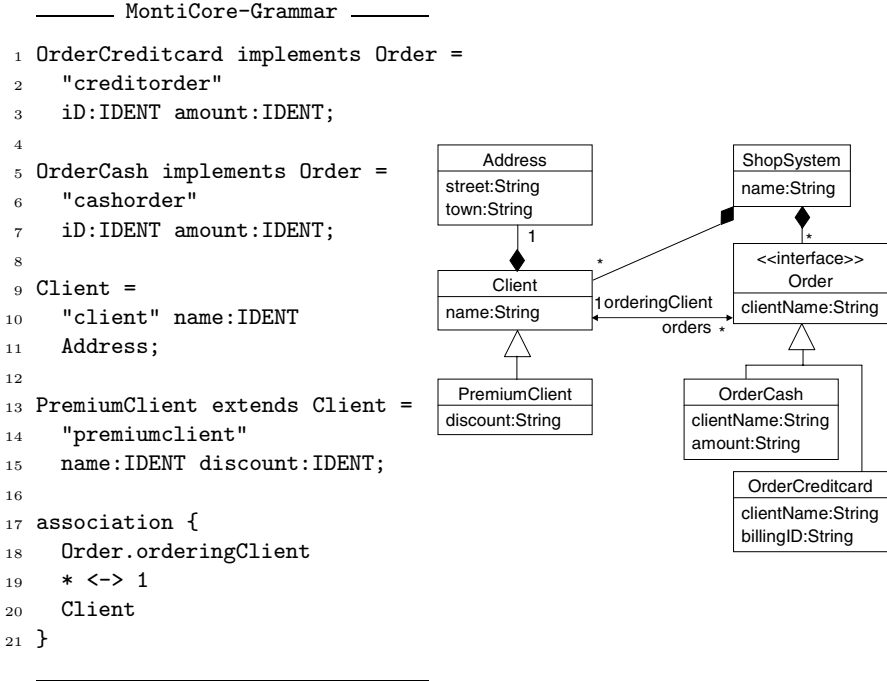 MontiCore-Grammar
1 OrderCreditcard implements Order =
2 "creditorder"
3 iD:IDENT amount:IDENT;
4
5 OrderCash implements Order =
6 "cashorder"
7 iD:IDENT amount:IDENT;
8
9 Client =
10 "client" name:IDENT
11 Address;
12
13 PremiumClient extends Client =
14 "premiumclient"
15 name:IDENT discount:IDENT;
16
17 association {
18 Order.orderingClient
19 * <-> 1
20 Client
21 }
Address
street:String
town:String
1
ShopSystem
name:String
*
*
Client
name:String
<<interface>>
Order
clientName:String
1orderingClient
orders *
PremiumClient
discount:String
OrderCash
clientName:String
amount:String
OrderCreditcard
clientName:String
billingID:String